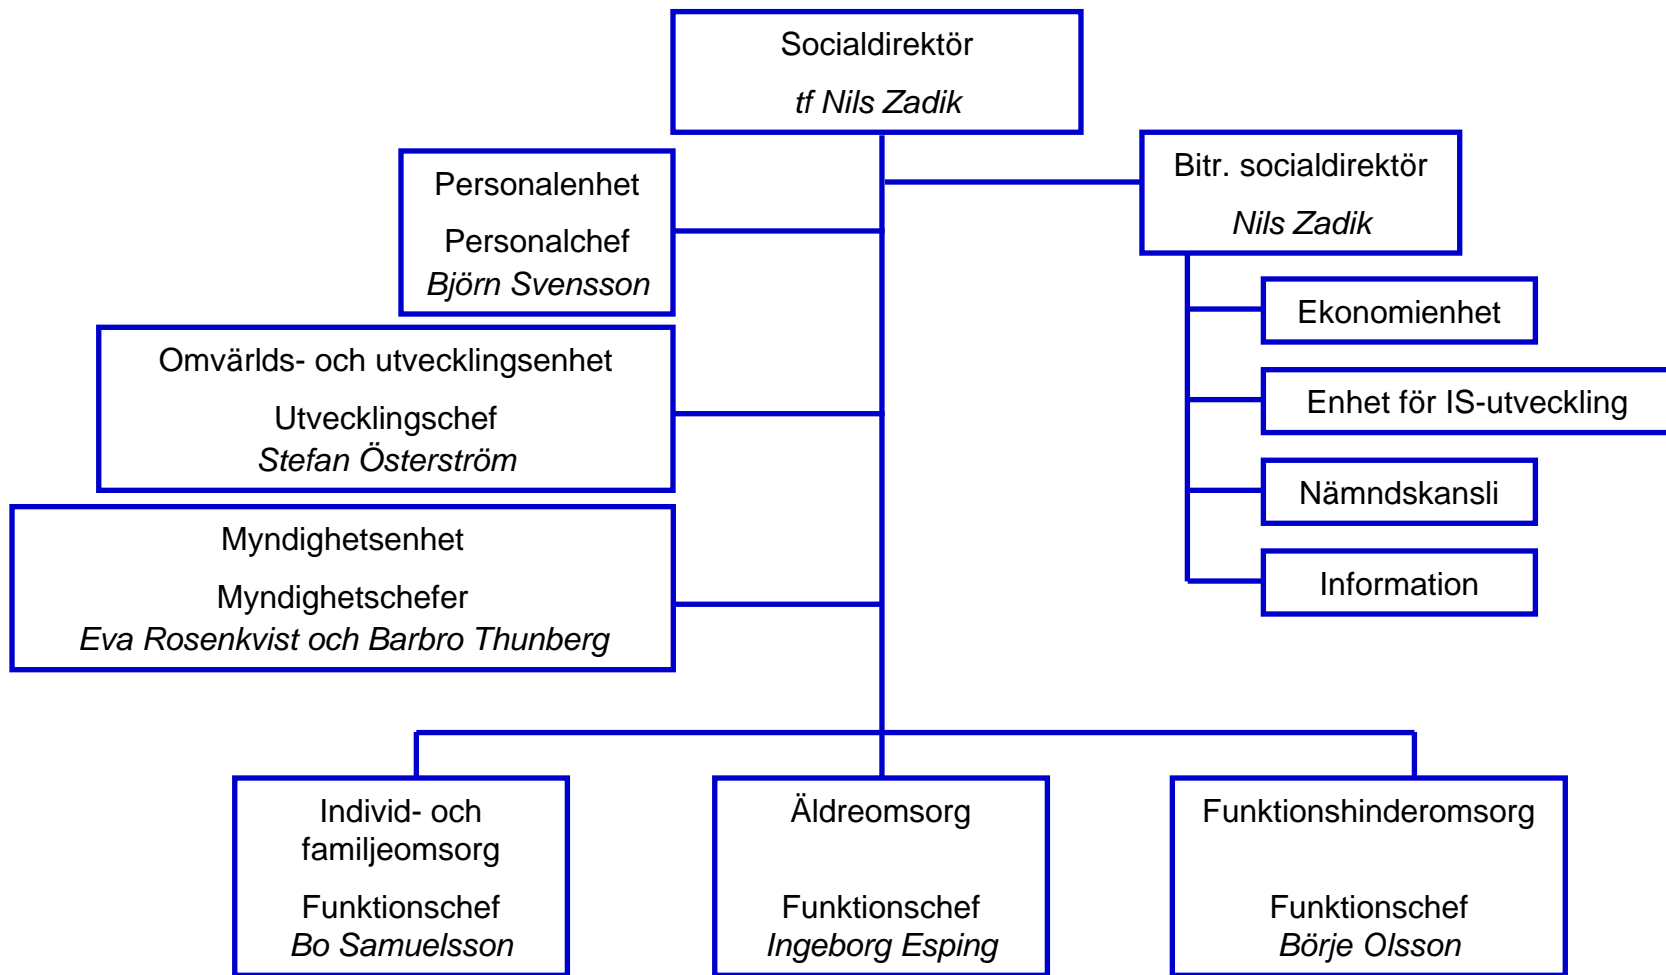 Socialdirektör
tf Nils Zadik
Bitr. socialdirektör
Nils Zadik
Personalenhet
Personalchef
Björn Svensson
Ekonomienhet
Enhet för IS-utveckling
Nämndskansli
Information
Omvärlds- och utvecklingsenhet
Utvecklingschef
Stefan Österström
Myndighetsenhet
Myndighetschefer
Eva Rosenkvist och Barbro Thunberg
Individ- och
familjeomsorg
Funktionschef
Bo Samuelsson
Äldreomsorg
Funktionschef
Ingeborg Esping
Funktionshinderomsorg
Funktionschef
Börje Olsson